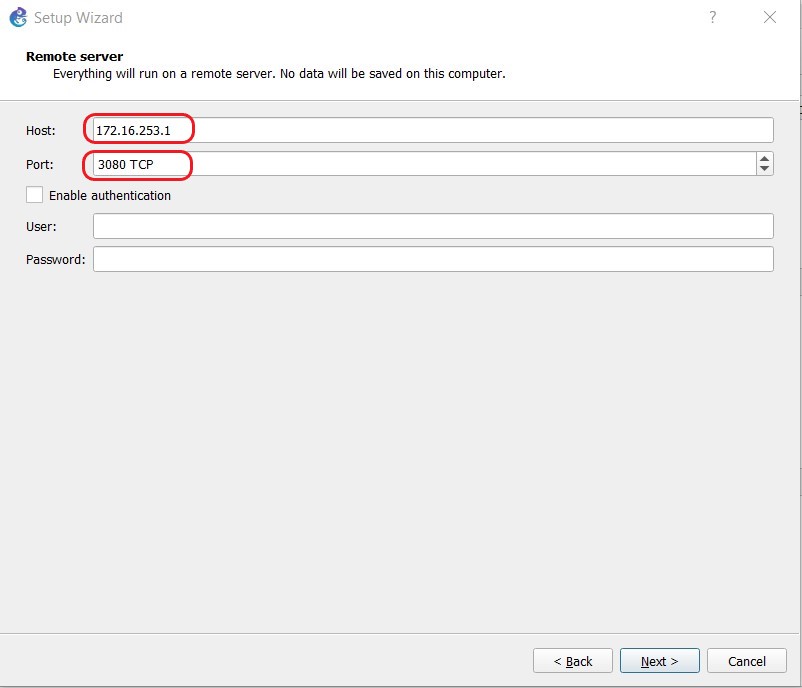 Setup Wizard
?
Remote server
Everything will run on a remote server. No data will be saved on this computer.
Host: 172.16.253.1
Port: 3080 TCP
Enable authentication
User:
Password:
< Back Next > Cancel